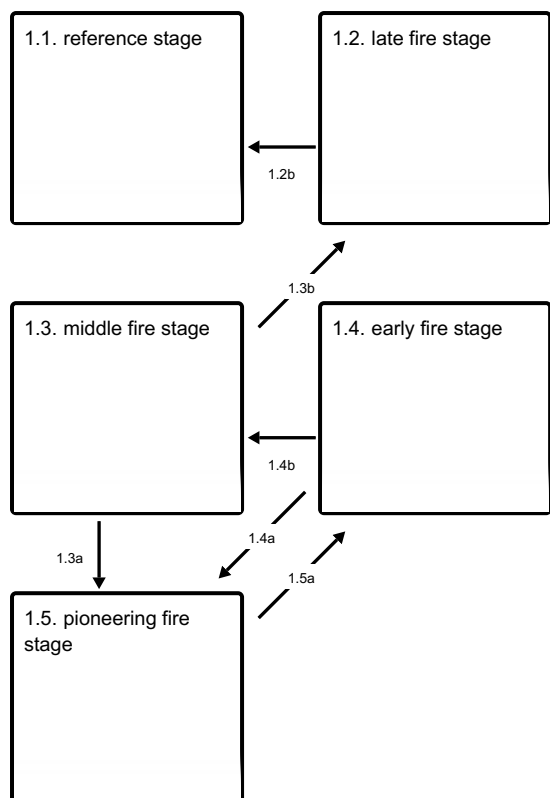 1.1. reference stage
1.2. late fire stage
1.2b
1.3b
1.3. middle fire stage
1.4. early fire stage
1.4b
1.4a
1.3a
1.5a
1.5. pioneering fire
stage